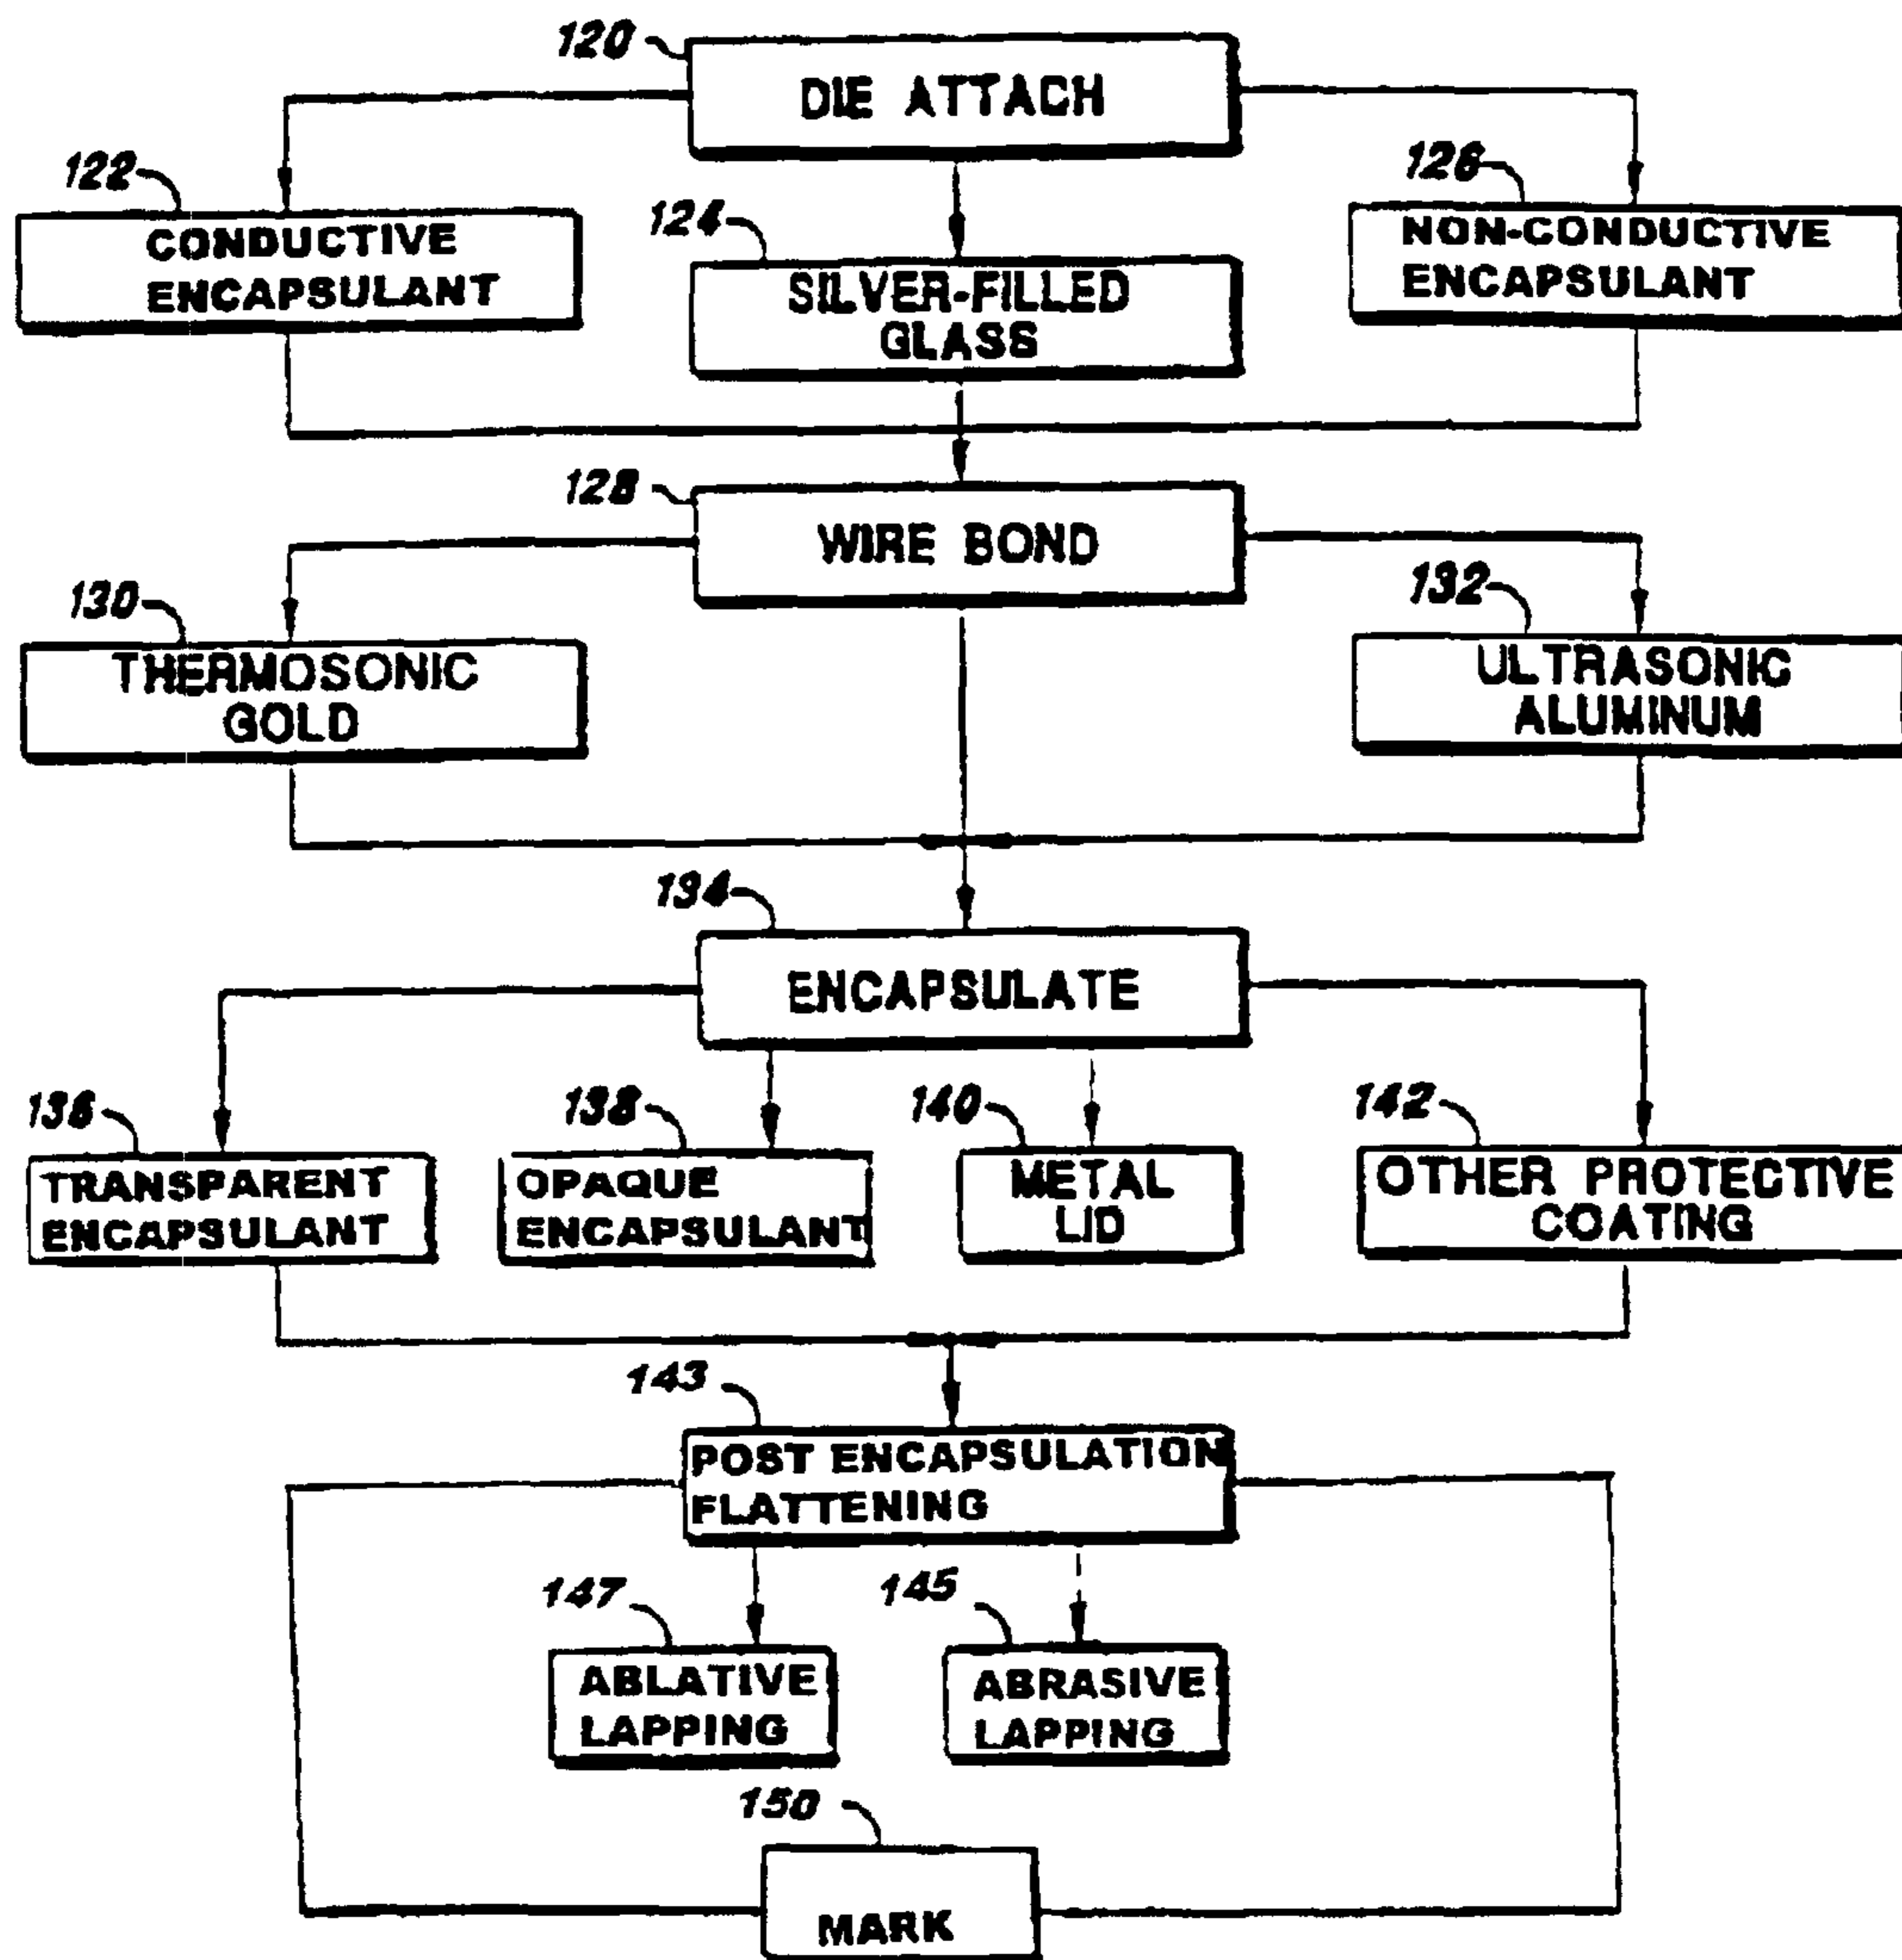 120
DIE ATTACH
122
CONDUCTIVE
ENCAPSULANT
124
SILVER-FILLED
GLASS
126
NON-CONDUCTIVE
ENCAPSULANT
128
WIRE BOND
130
THERMOSONIC
GOLD
132
ULTRASONIC
ALUMINUM
134
ENCAPSULATE
136
TRANSPARENT
ENCAPSULANT
138
OPAQUE
ENCAPSULANT
140
METAL
LID
142
OTHER PROTECTIVE
COATING
143
POST ENCAPSULATION
FLATTENING
147
ABLATIVE
LAPPING
145
ABRASIVE
LAPPING
150
MARK